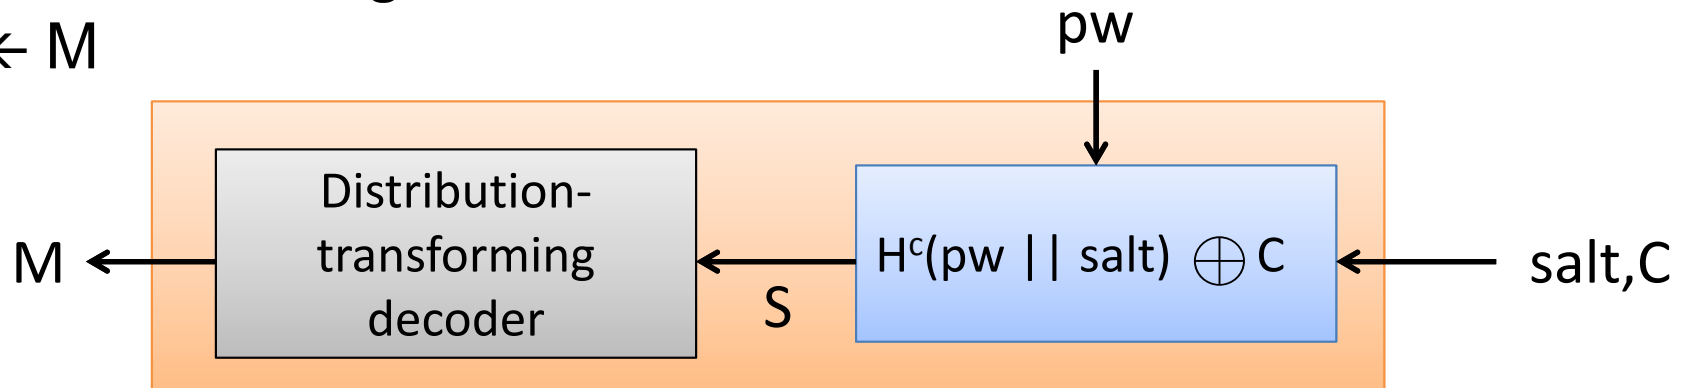 ← M
pw
Distribution-
transforming
decoder
M
S
Hᶜ(pw || salt) ⊕ C
salt,C